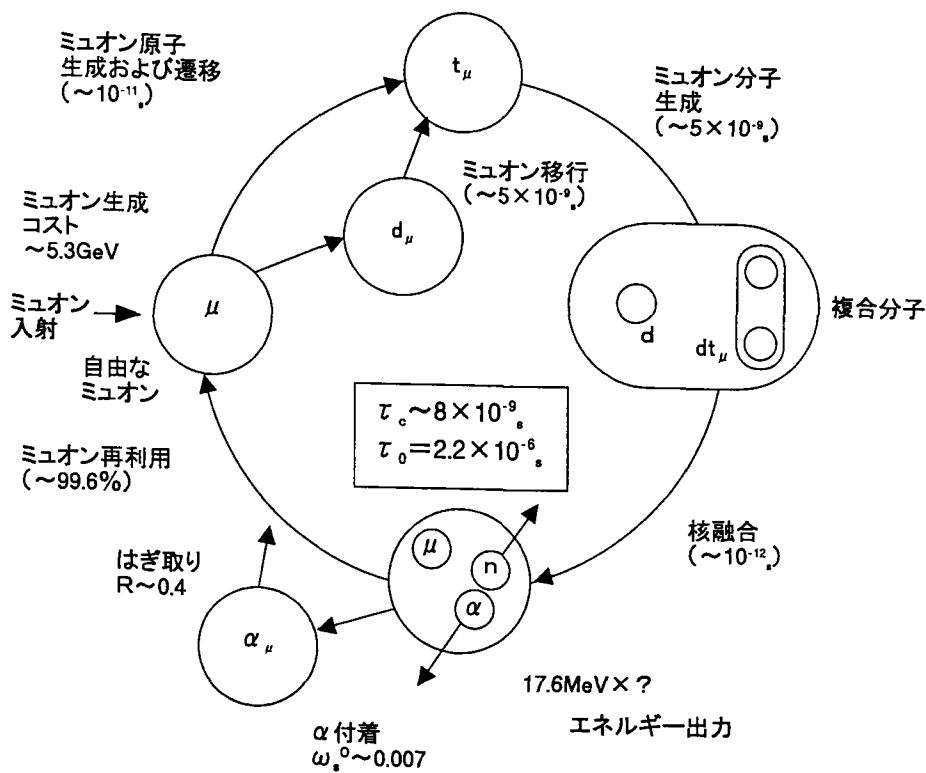 ミュオン原子
生成および遷移
(～10⁻¹¹s)
tμ
ミュオン分子
生成
(～5×10⁻⁹s)
ミュオン移行
(～5×10⁻⁹s)
dμ
ミュオン生成
コスト
～5.3GeV
μ
ミュオン
入射
自由な
ミュオン
d
dtμ
複合分子
τc～8×10⁻⁹s
τ0＝2.2×10⁻⁶s
ミュオン再利用
(～99.6%)
核融合
(～10⁻¹²s)
μ
n
α
はぎ取り
R～0.4
αμ
17.6MeV×？
エネルギー出力
α付着
ωs⁰～0.007